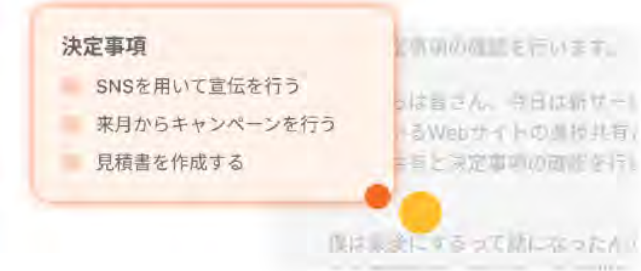 決定事項
SNSを用いて宣伝を行う
来月からキャンペーンを行う
見積書を作成する
事項の確認を行います。
は皆さん、今日は新サー
るWebサイトの進捗共有
と決定事項の確認を行
僕は最後にするって話になったん